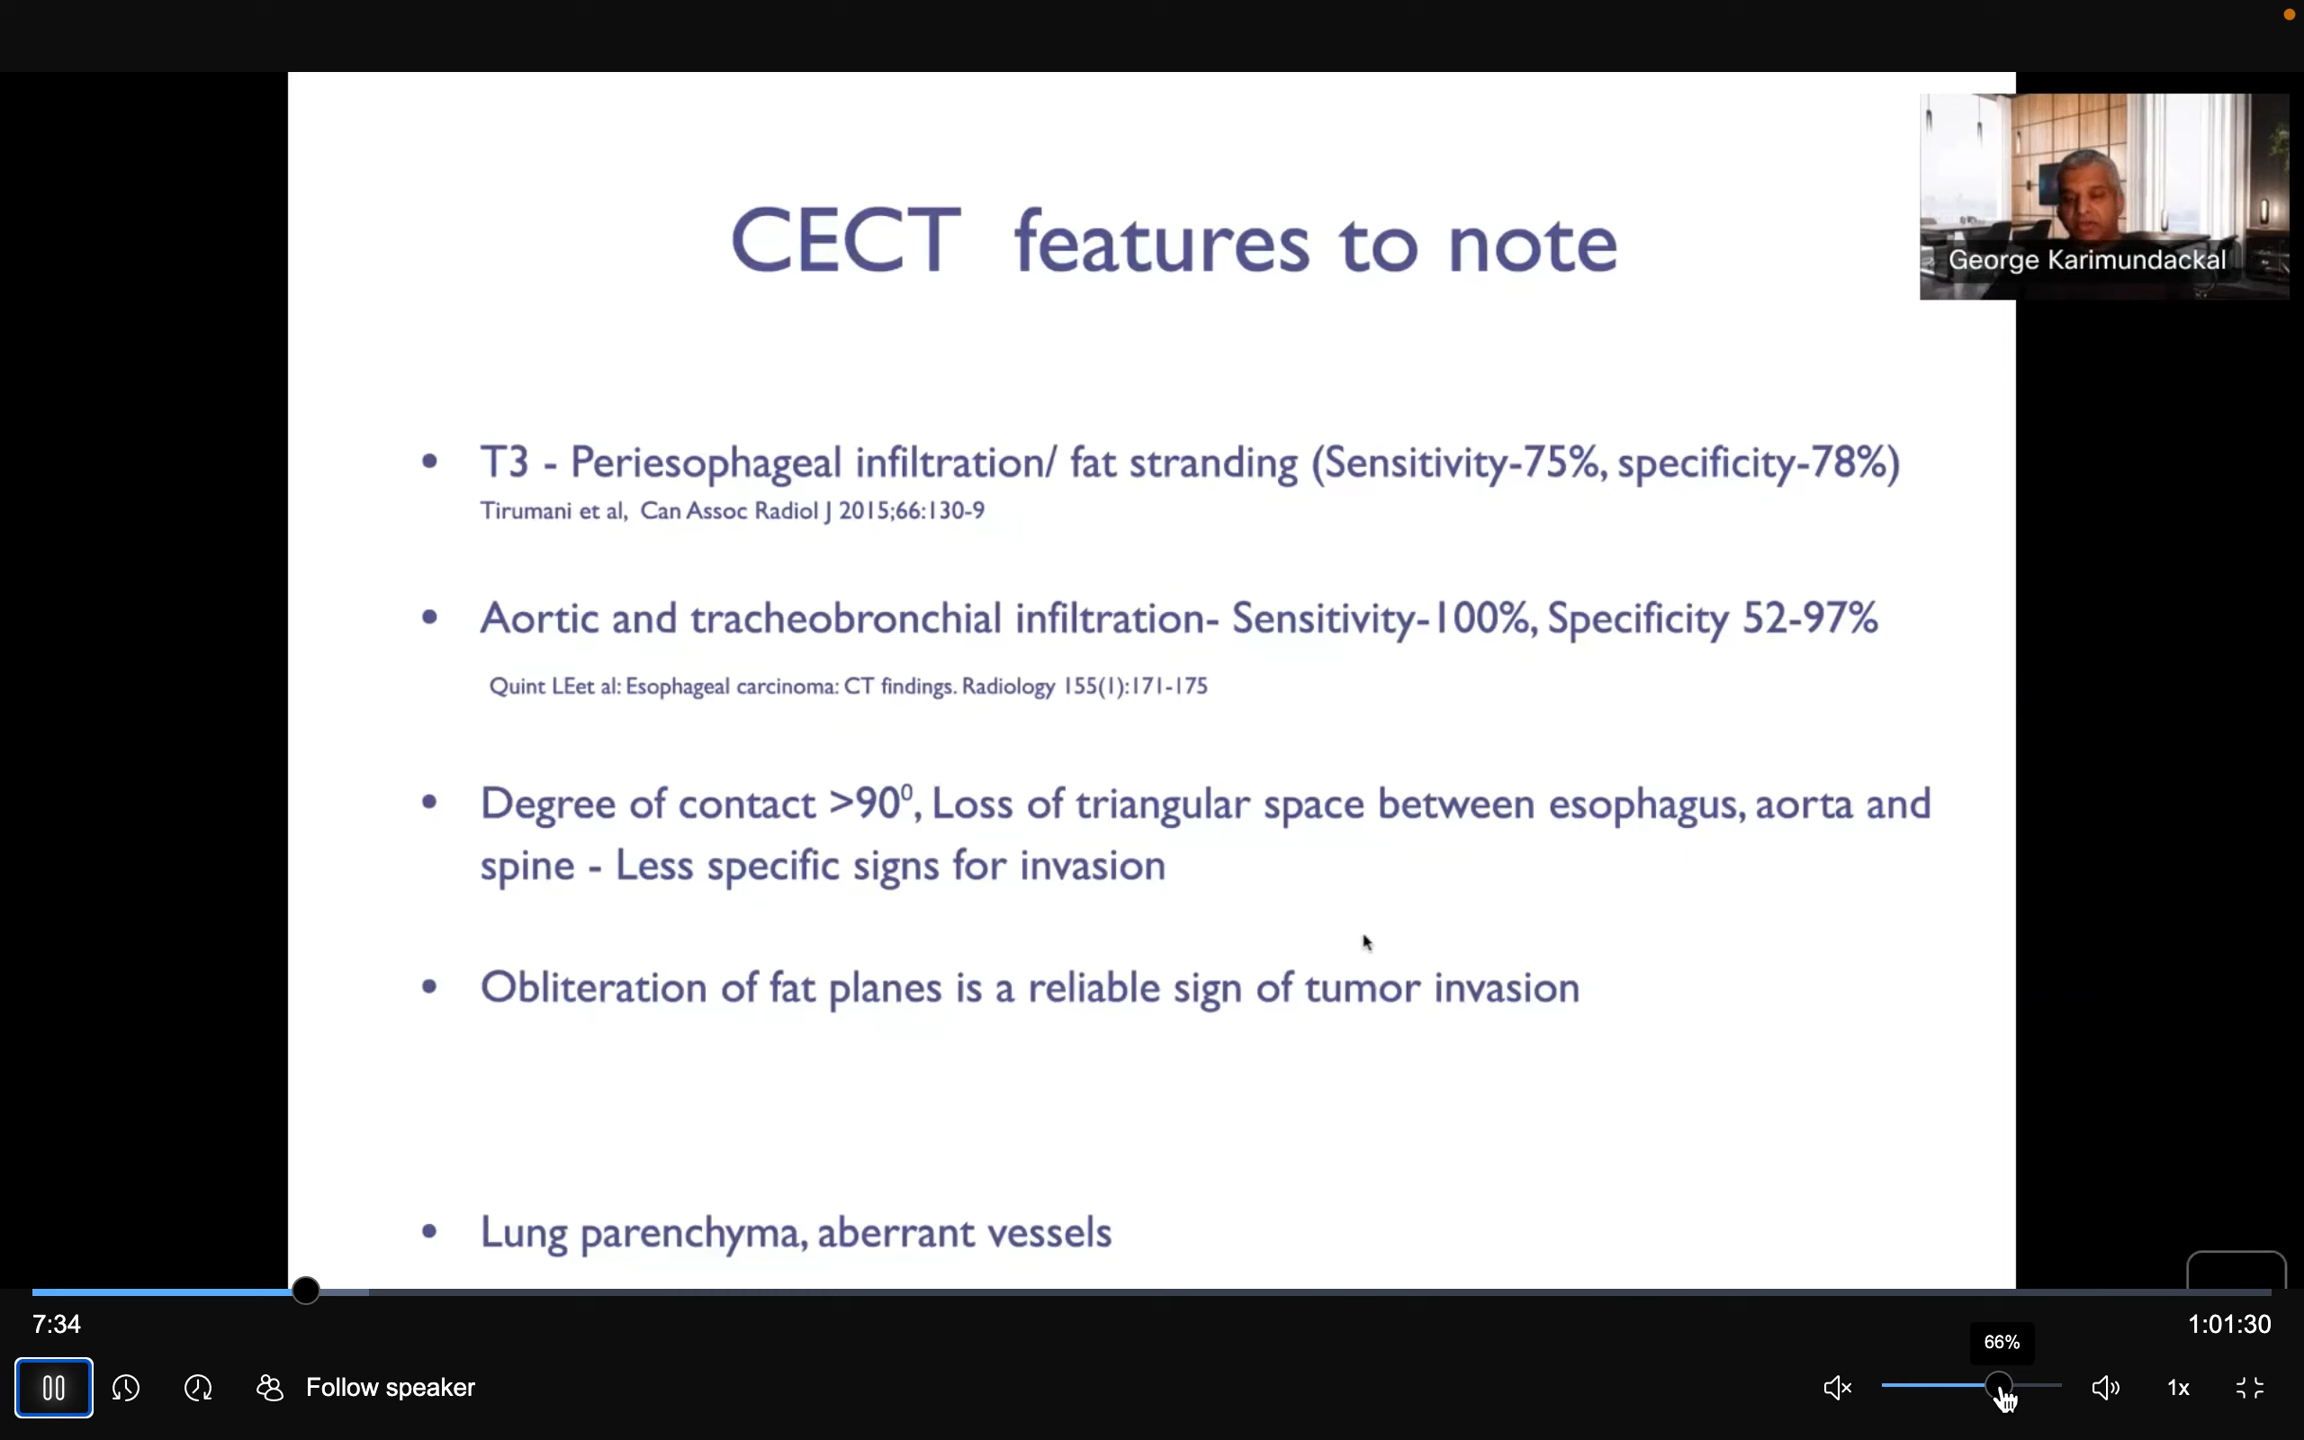 CECT features to note
George Karimundackal
• T3 - Periesophageal infiltration/ fat stranding (Sensitivity-75%, specificity-78%)
Tirumani et al, Can Assoc Radiol J 2015;66:130-9
• Aortic and tracheobronchial infiltration- Sensitivity-100%, Specificity 52-97%
Quint LEet al: Esophageal carcinoma: CT findings. Radiology 155(1):171-175
• Degree of contact >90⁰, Loss of triangular space between esophagus, aorta and
spine - Less specific signs for invasion
• Obliteration of fat planes is a reliable sign of tumor invasion
• Lung parenchyma, aberrant vessels
7:34
1:01:30
66%
Follow speaker
1x